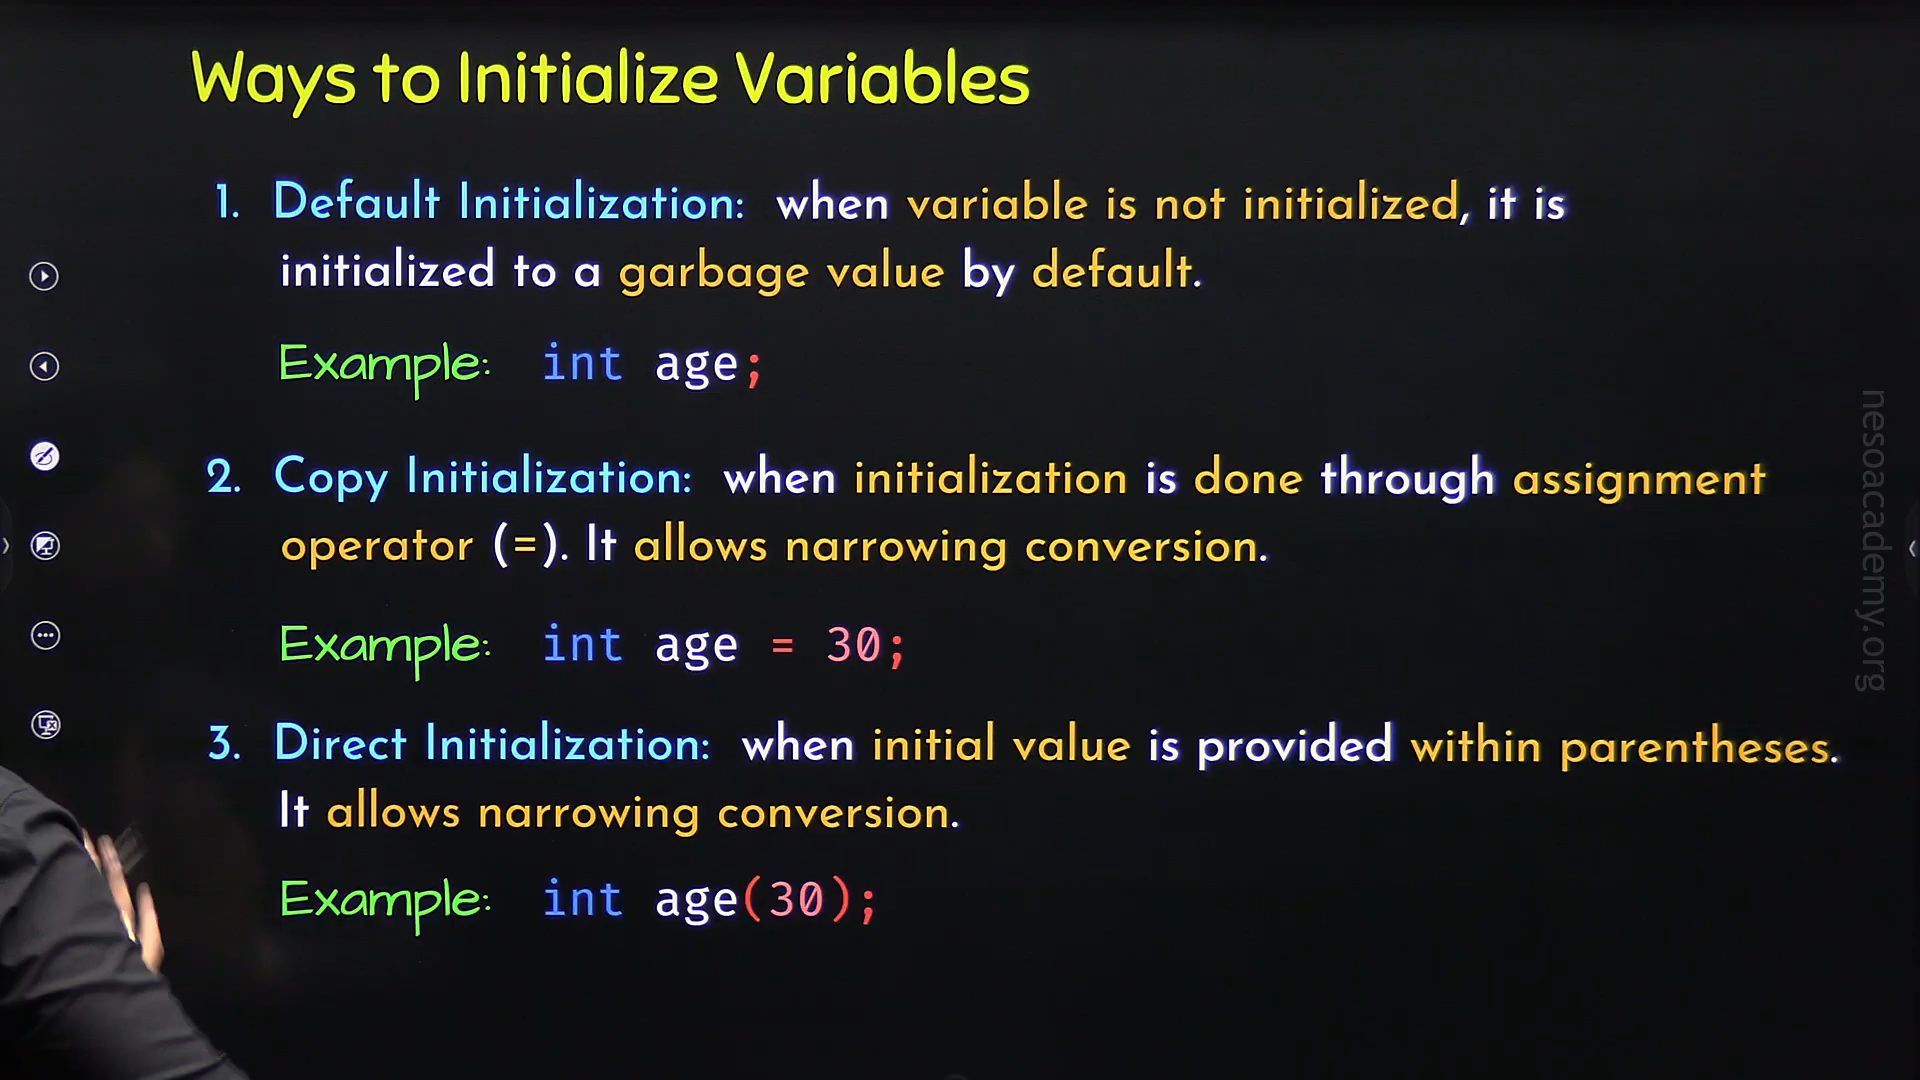 Ways to Initialize Variables
1. Default Initialization: when variable is not initialized, it is
initialized to a garbage value by default.
Example: int age;
2. Copy Initialization: when initialization is done through assignment
operator (=). It allows narrowing conversion.
Example: int age = 30;
3. Direct Initialization: when initial value is provided within parentheses.
It allows narrowing conversion.
Example: int age(30);
nesoacademy.org